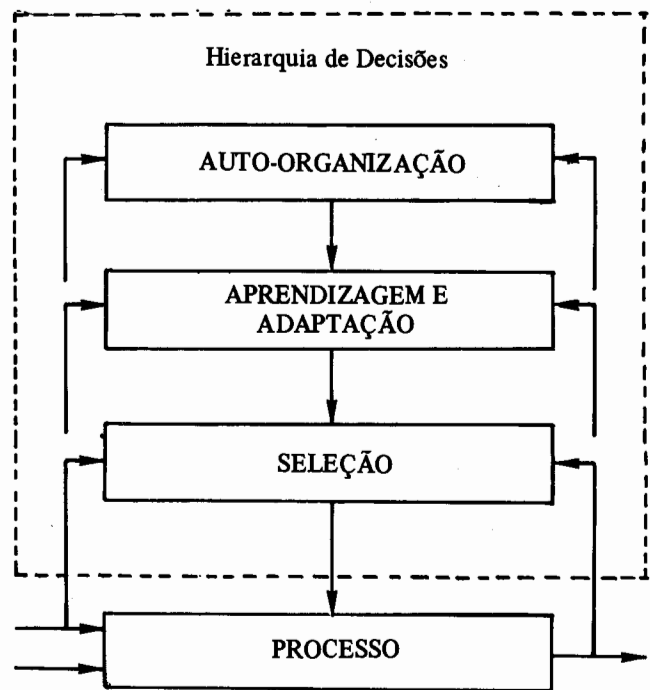 Hierarquia de Decisões
AUTO-ORGANIZAÇÃO
APRENDIZAGEM E
ADAPTAÇÃO
SELEÇÃO
PROCESSO